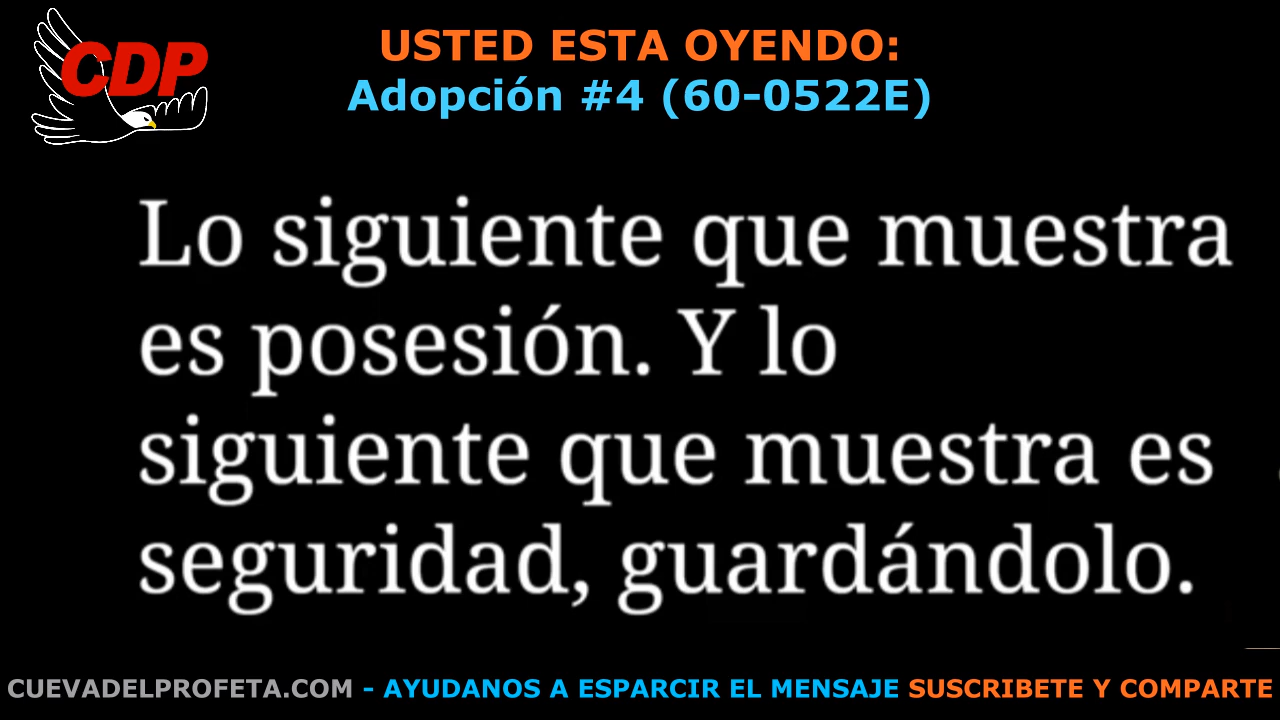 CDP
USTED ESTA OYENDO:
Adopción #4 (60-0522E)
Lo siguiente que muestra
es posesión. Y lo
siguiente que muestra es
seguridad, guardándolo.
CUEVADELPROFETA.COM - AYUDANOS A ESPARCIR EL MENSAJE SUSCRIBETE Y COMPARTE